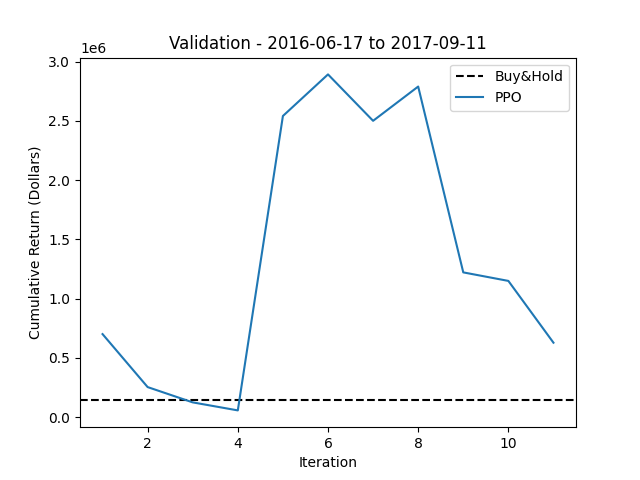 Validation - 2016-06-17 to 2017-09-11
1e6
3.0
2.5
2.0
1.5
1.0
0.5
0.0
Cumulative Return (Dollars)
Buy&Hold
PPO
2 4 6 8 10
Iteration